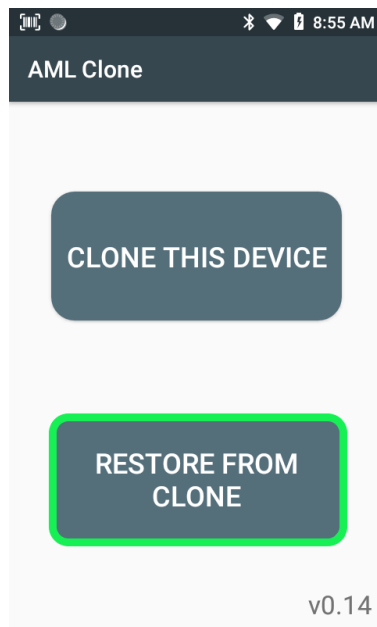 8:55 AM
AML Clone
CLONE THIS DEVICE
RESTORE FROM
CLONE
v0.14